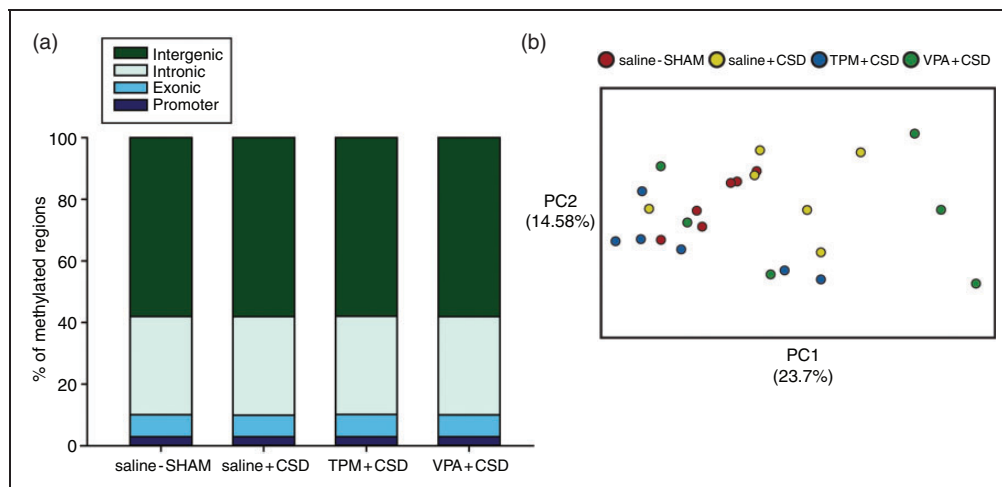 (a)
Intergenic
Intronic
Exonic
Promoter
% of methylated regions
100
80
60
40
20
0
saline-SHAM saline+CSD TPM+CSD VPA+CSD
(b)
saline-SHAM saline+CSD TPM+CSD VPA+CSD
PC2
(14.58%)
PC1
(23.7%)